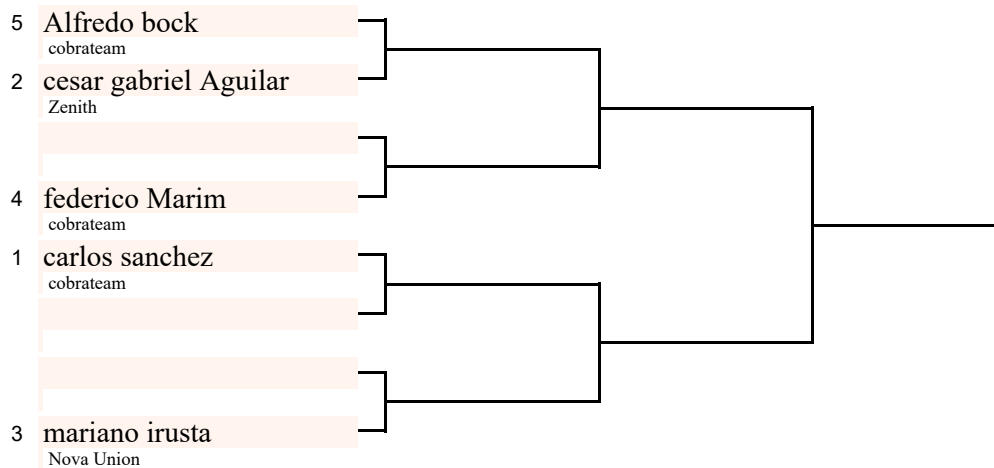 5 Alfredo bock
cobrateam
2 cesar gabriel Aguilar
Zenith
4 federico Marim
cobrateam
1 carlos sanchez
cobrateam
3 mariano irusta
Nova Union